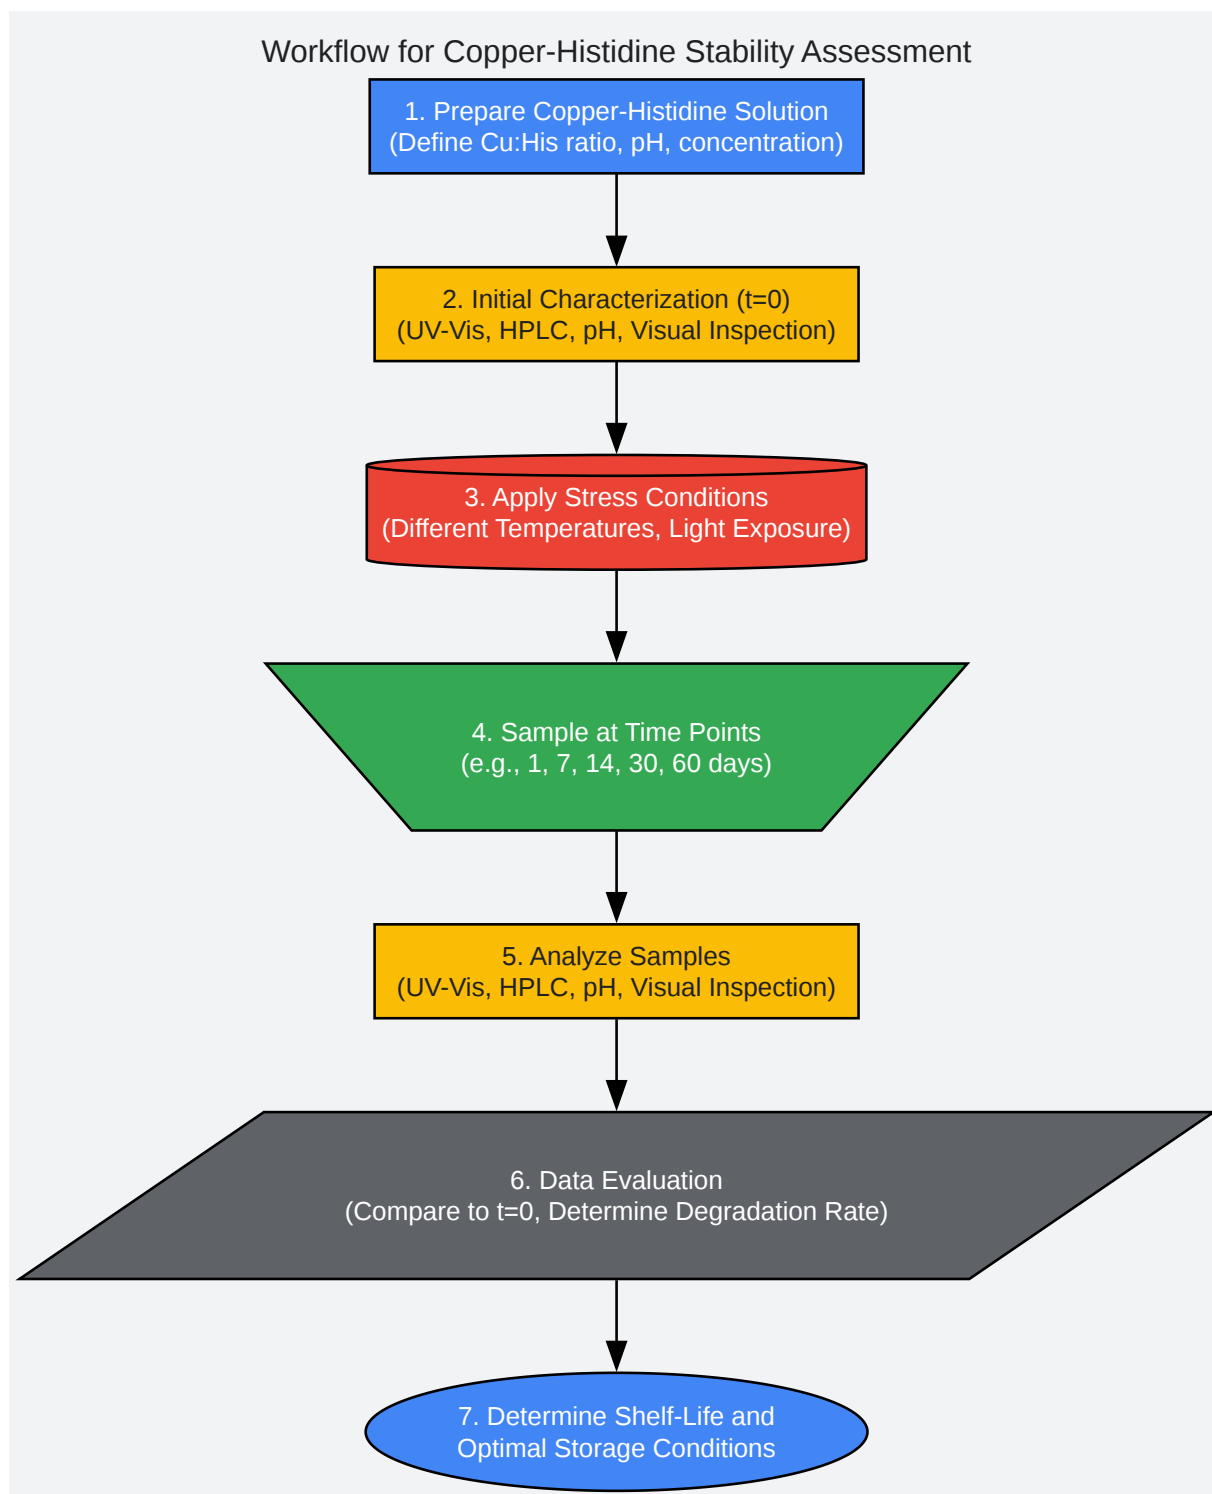 Workflow for Copper-Histidine Stability Assessment
1. Prepare Copper-Histidine Solution
(Define Cu:His ratio, pH, concentration)
2. Initial Characterization (t=0)
(UV-Vis, HPLC, pH, Visual Inspection)
3. Apply Stress Conditions
(Different Temperatures, Light Exposure)
4. Sample at Time Points
(e.g., 1, 7, 14, 30, 60 days)
5. Analyze Samples
(UV-Vis, HPLC, pH, Visual Inspection)
6. Data Evaluation
(Compare to t=0, Determine Degradation Rate)
7. Determine Shelf-Life and
Optimal Storage Conditions